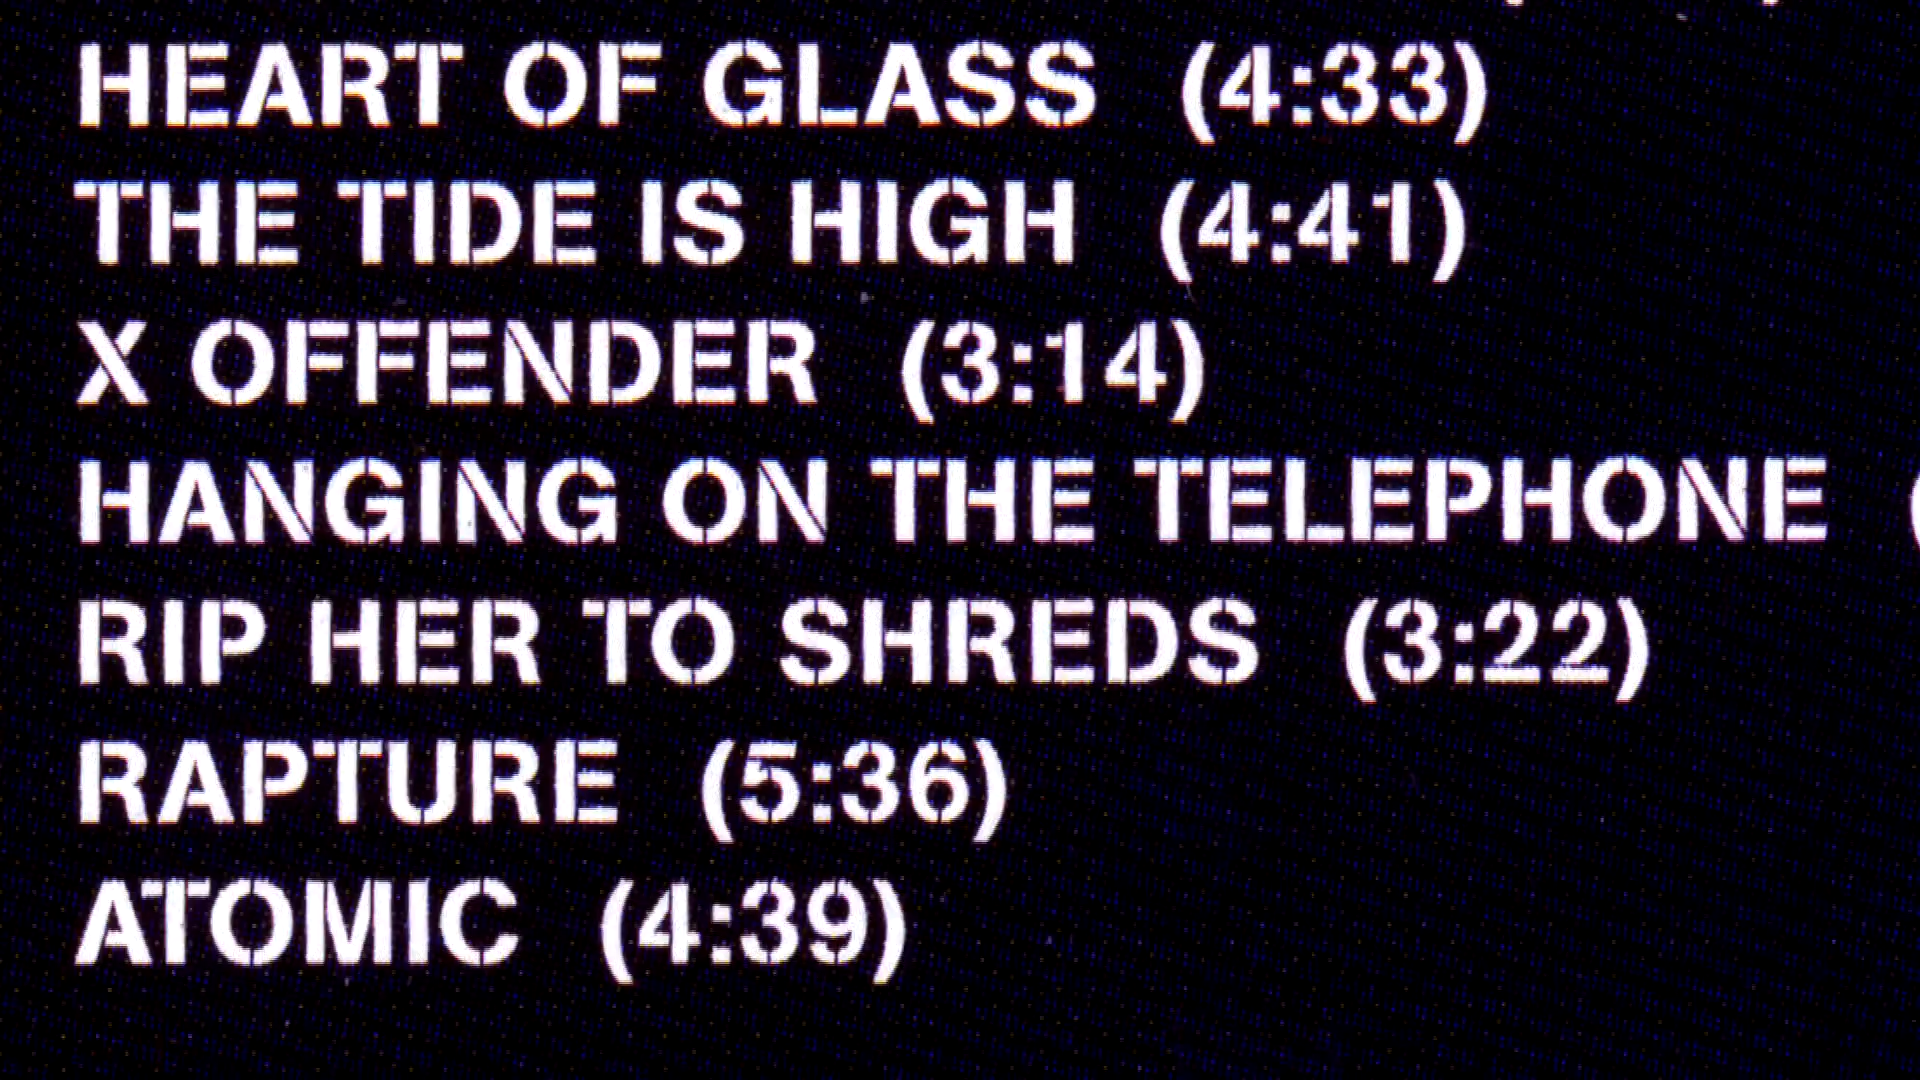 HEART OF GLASS (4:33)
THE TIDE IS HIGH (4:41)
X OFFENDER (3:14)
HANGING ON THE TELEPHONE (
RIP HER TO SHREDS (3:22)
RAPTURE (5:36)
ATOMIC (4:39)